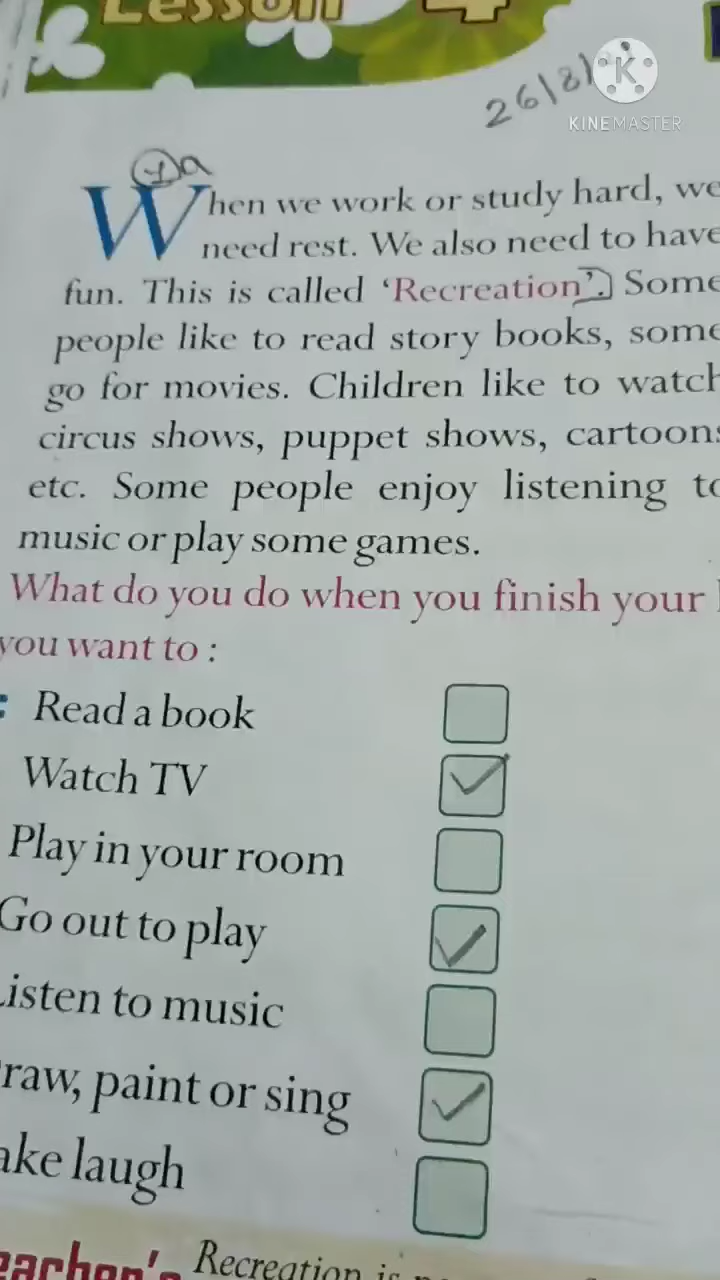 Lesson 4
26/8/
KINEMASTER
1a
When we work or study hard, we
need rest. We also need to have
fun. This is called ‘Recreation’. Some
people like to read story books, some
go for movies. Children like to watch
circus shows, puppet shows, cartoons
etc. Some people enjoy listening to
music or play some games.
What do you do when you finish your
you want to :
Read a book
Watch TV
Play in your room
Go out to play
Listen to music
raw, paint or sing
ake laugh
eacher's Recreation is